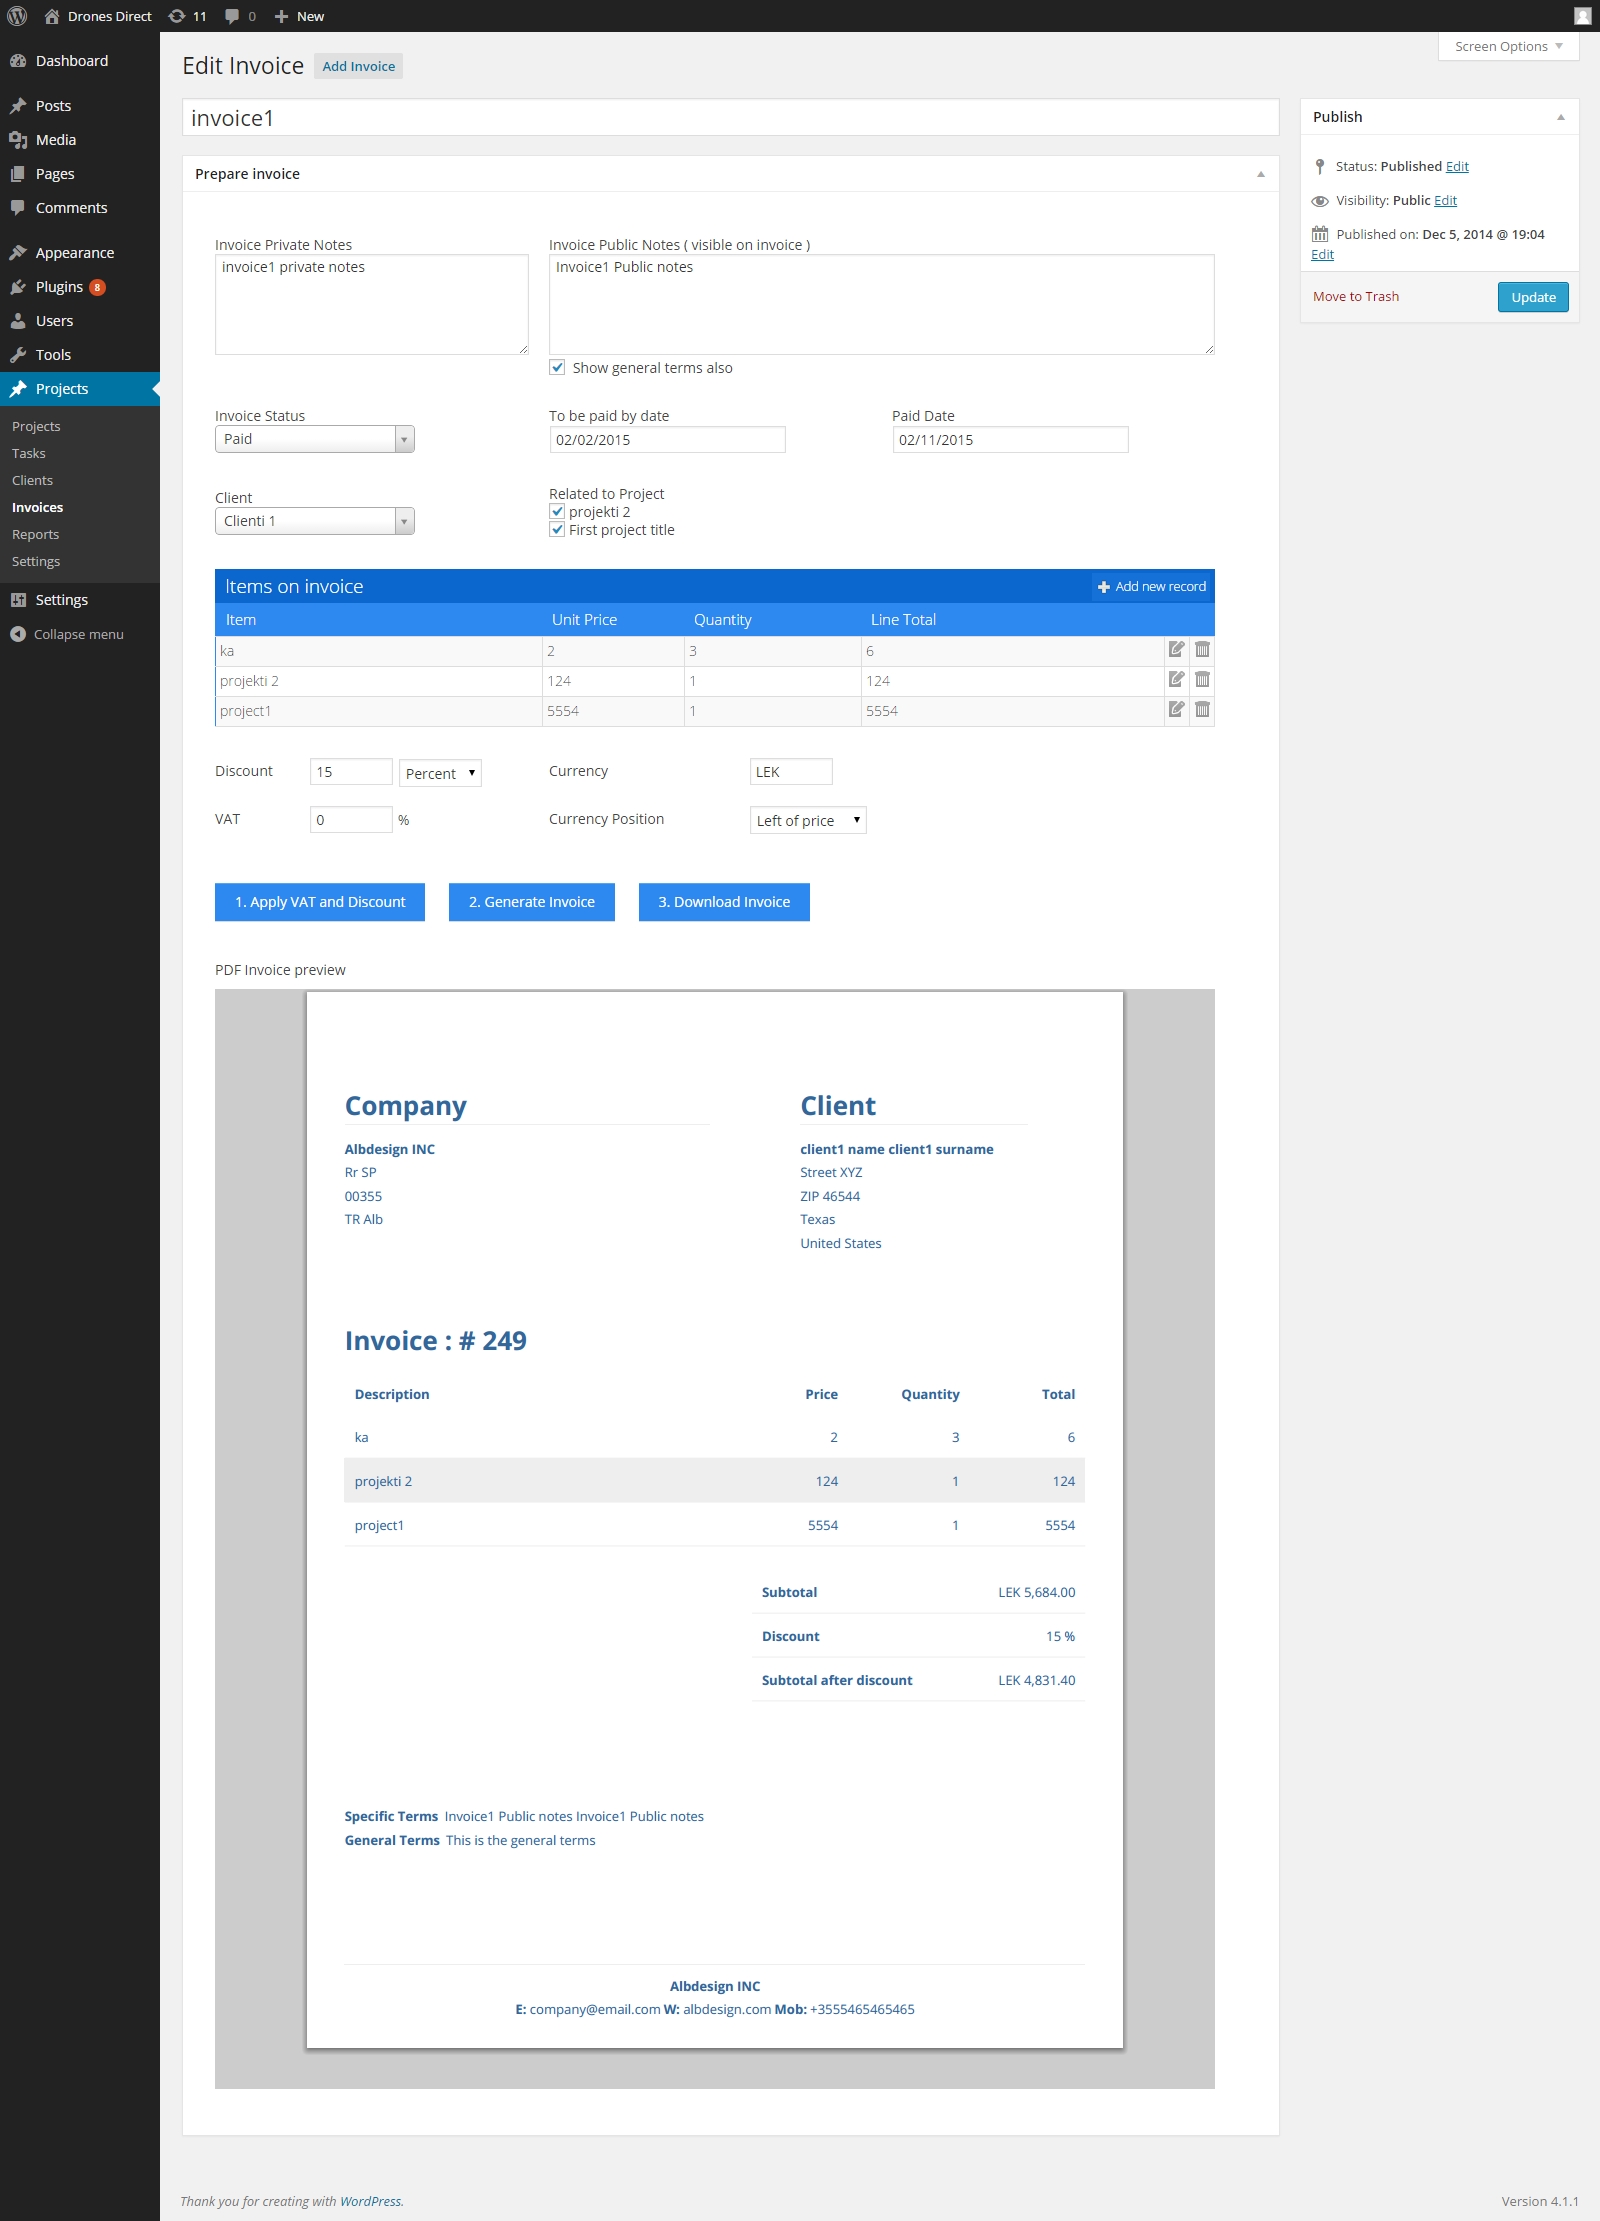 Drones Direct 11 0 New
Screen Options
Dashboard
Posts
Media
Pages
Comments
Appearance
Plugins 8
Users
Tools
Projects
Projects
Tasks
Clients
Invoices
Reports
Settings
Settings
Collapse menu
Edit Invoice Add Invoice
invoice1
Prepare invoice
Invoice Private Notes
invoice1 private notes
Invoice Public Notes ( visible on invoice )
Invoice1 Public notes
Show general terms also
Invoice Status
Paid
To be paid by date
02/02/2015
Paid Date
02/11/2015
Client
Clienti 1
Related to Project
projekti 2
First project title
Items on invoice Add new record
Item Unit Price Quantity Line Total
ka 2 3 6
projekti 2 124 1 124
project1 5554 1 5554
Discount 15 Percent Currency LEK
VAT 0 % Currency Position Left of price
1. Apply VAT and Discount 2. Generate Invoice 3. Download Invoice
PDF Invoice preview
Company
Albdesign INC
Rr SP
00355
TR Alb
Client
client1 name client1 surname
Street XYZ
ZIP 46544
Texas
United States
Invoice : # 249
Description Price Quantity Total
ka 2 3 6
projekti 2 124 1 124
project1 5554 1 5554
Subtotal LEK 5,684.00
Discount 15 %
Subtotal after discount LEK 4,831.40
Specific Terms Invoice1 Public notes Invoice1 Public notes
General Terms This is the general terms
Albdesign INC
E: company@email.com W: albdesign.com Mob: +3555465465465
Publish
Status: Published Edit
Visibility: Public Edit
Published on: Dec 5, 2014 @ 19:04
Edit
Move to Trash Update
Thank you for creating with WordPress.
Version 4.1.1